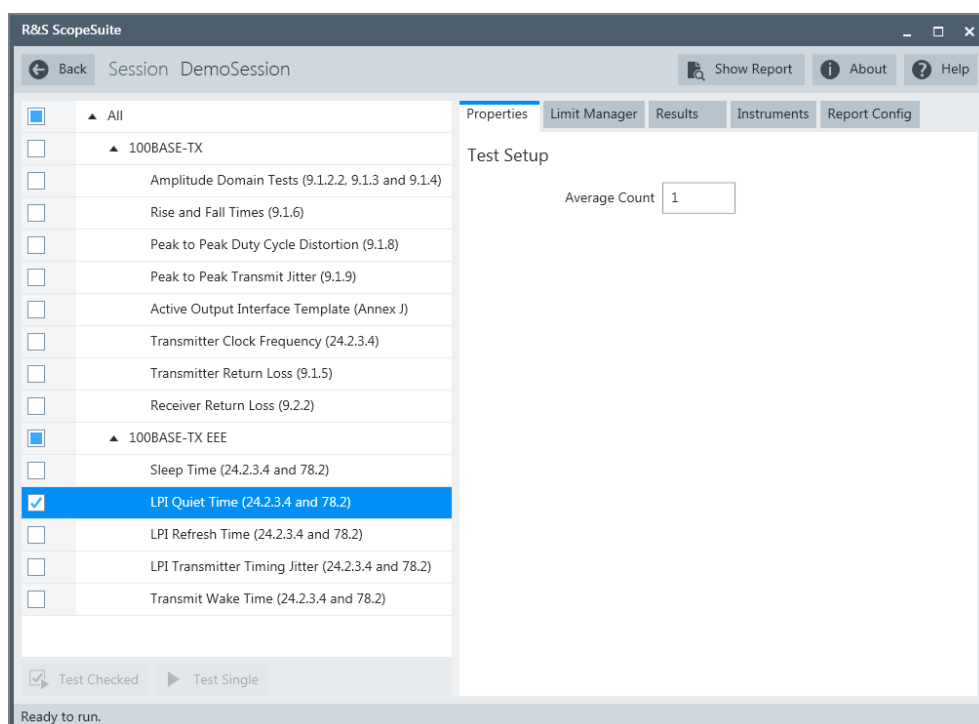 R&S ScopeSuite
Back Session DemoSession Show Report About Help
All
100BASE-TX
Amplitude Domain Tests (9.1.2.2, 9.1.3 and 9.1.4)
Rise and Fall Times (9.1.6)
Peak to Peak Duty Cycle Distortion (9.1.8)
Peak to Peak Transmit Jitter (9.1.9)
Active Output Interface Template (Annex J)
Transmitter Clock Frequency (24.2.3.4)
Transmitter Return Loss (9.1.5)
Receiver Return Loss (9.2.2)
100BASE-TX EEE
Sleep Time (24.2.3.4 and 78.2)
LPI Quiet Time (24.2.3.4 and 78.2)
LPI Refresh Time (24.2.3.4 and 78.2)
LPI Transmitter Timing Jitter (24.2.3.4 and 78.2)
Transmit Wake Time (24.2.3.4 and 78.2)
Test Checked Test Single
Properties Limit Manager Results Instruments Report Config
Test Setup
Average Count 1
Ready to run.